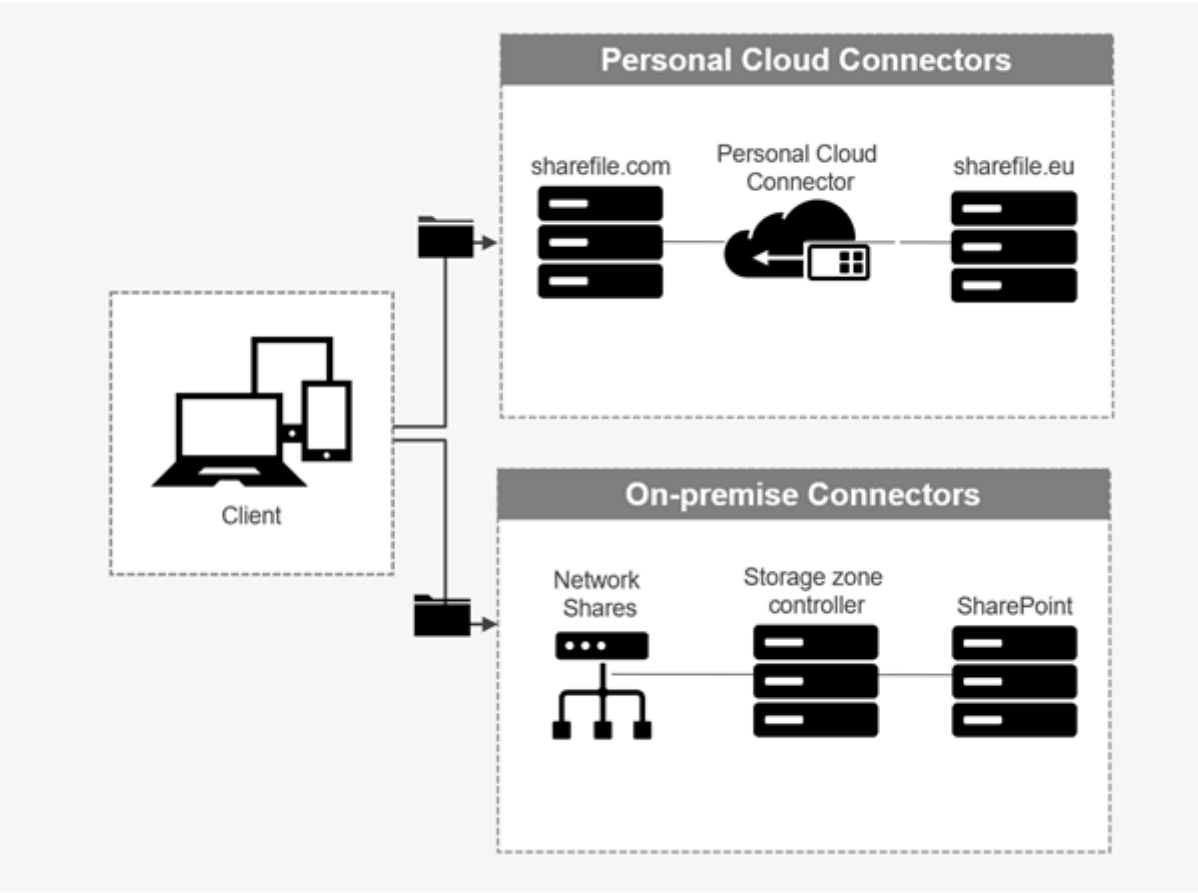 Personal Cloud Connectors
sharefile.com
Personal Cloud
Connector
sharefile.eu
Client
On-premise Connectors
Network
Shares
Storage zone
controller
SharePoint